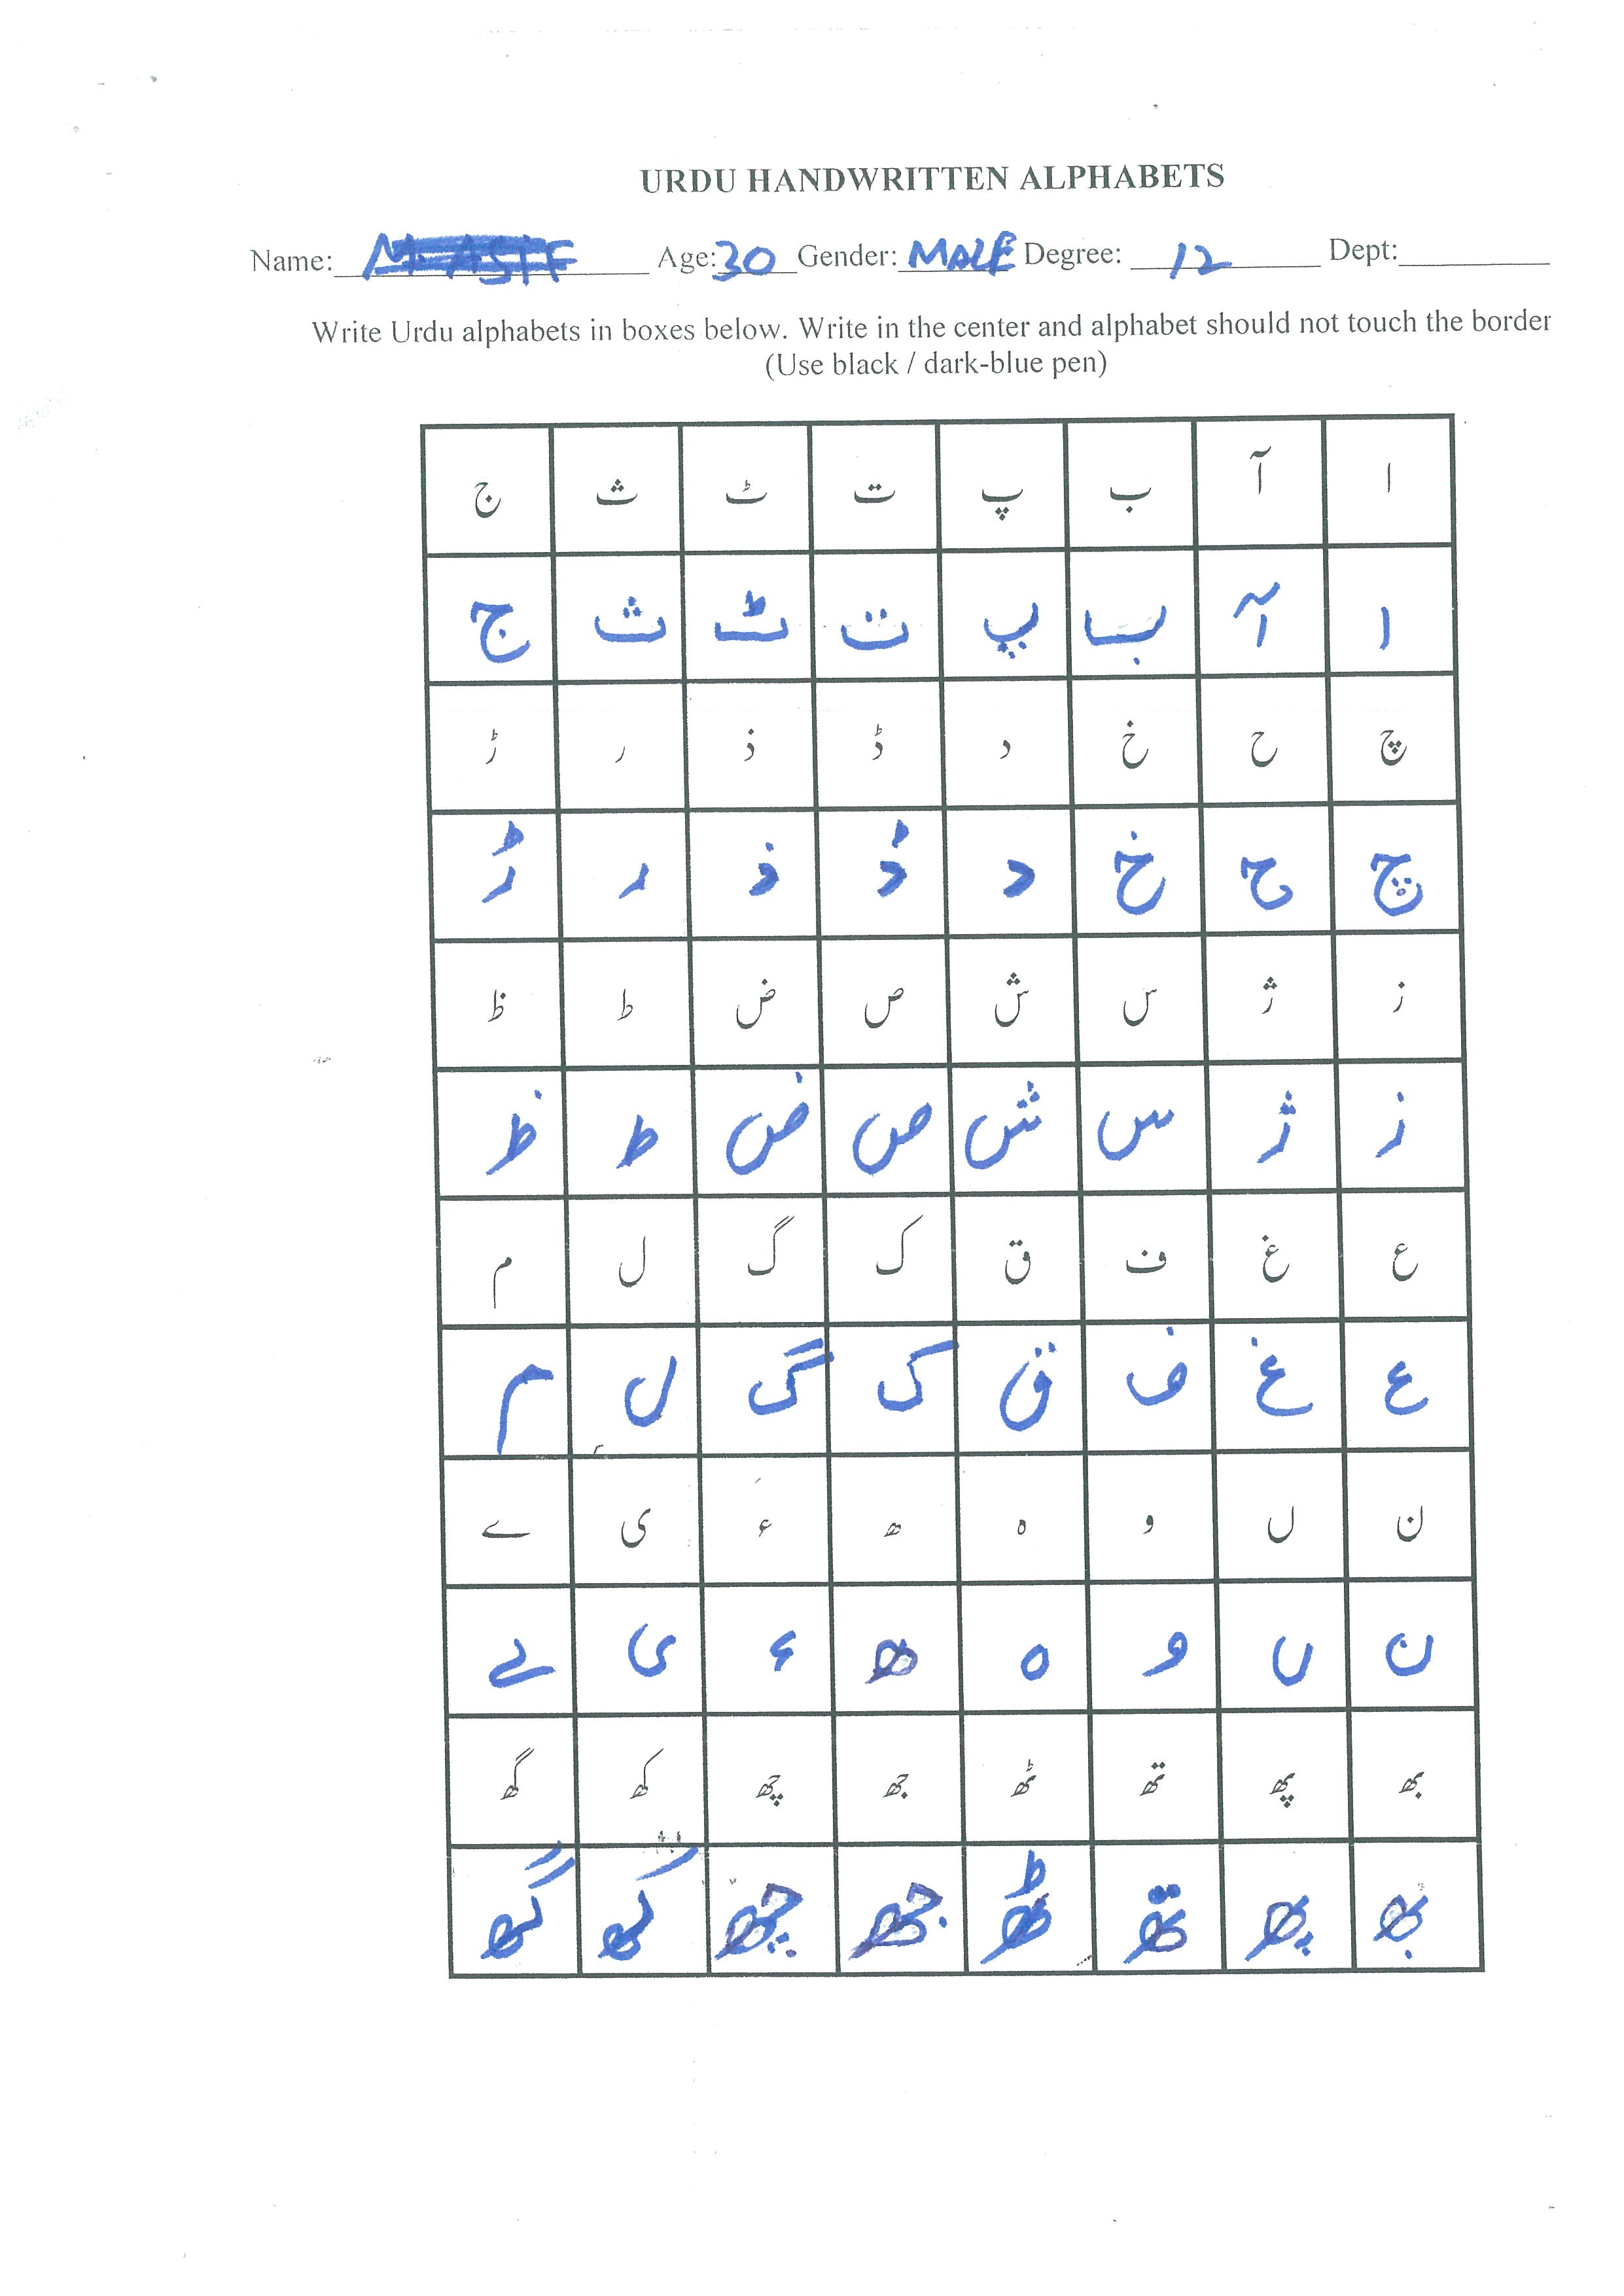 URDU HANDWRITTEN ALPHABETS
Name: Age: 30 Gender: MALE Degree: 12 Dept:
Write Urdu alphabets in boxes below. Write in the center and alphabet should not touch the border
(Use black / dark-blue pen)
ا آ ب پ ت ٹ ث ج
ا آ ب پ ت ٹ ث ج
چ ح خ د ڈ ذ ر ڑ
چ ح خ د ڈ ذ ر ڑ
ز ژ س ش ص ض ط ظ
ز ژ س ش ص ض ط ظ
ع غ ف ق ک گ ل م
ع غ ف ق ک گ ل م
ن ں و ہ ھ ء ی ے
ن ں و ہ ھ ء ی ے
بھ پھ تھ ٹھ جھ چھ کھ گھ
بھ پھ تھ ٹھ جھ چھ کھ گھ